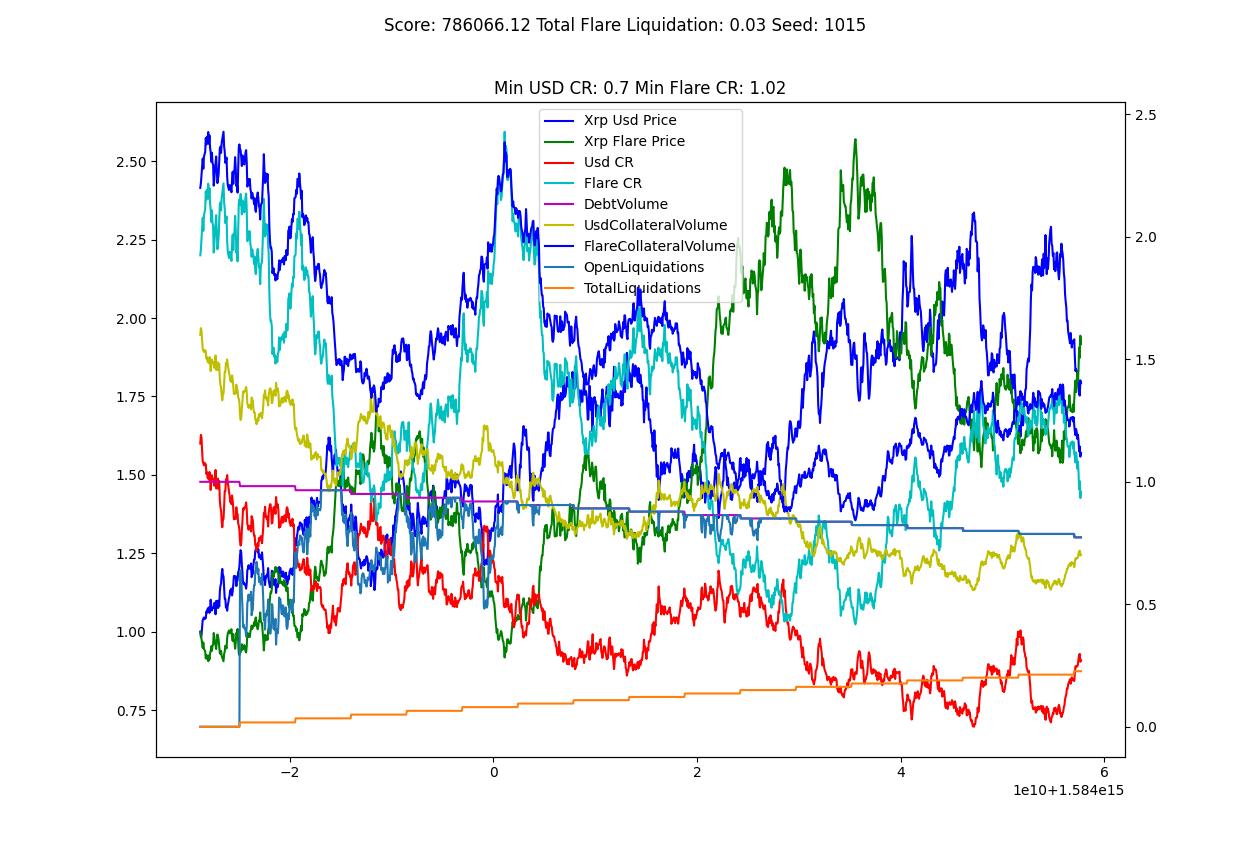 Score: 786066.12 Total Flare Liquidation: 0.03 Seed: 1015
Min USD CR: 0.7 Min Flare CR: 1.02
Xrp Usd Price
Xrp Flare Price
Usd CR
Flare CR
DebtVolume
UsdCollateralVolume
FlareCollateralVolume
OpenLiquidations
TotalLiquidations
2.50
2.25
2.00
1.75
1.50
1.25
1.00
0.75
2.5
2.0
1.5
1.0
0.5
0.0
−2
0
2
4
6
1e10+1.584e15